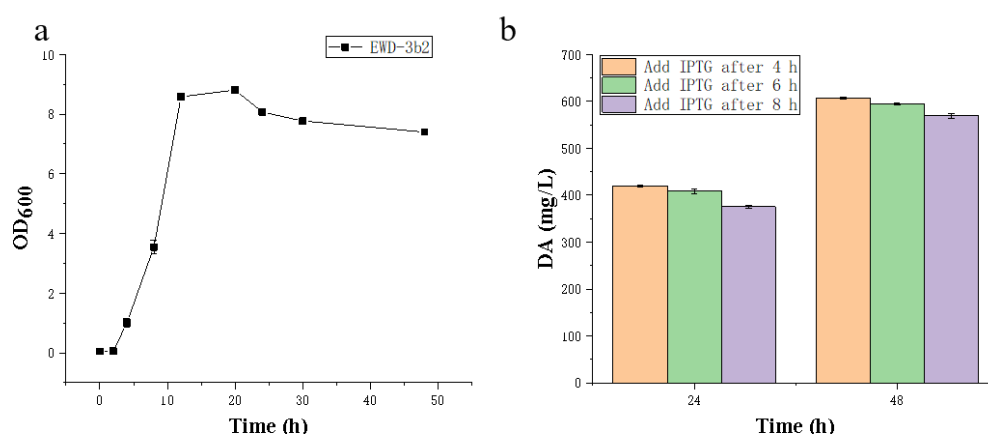 a
EWD-3b2
10
8
6
4
2
0
OD600
0
10
20
30
40
50
Time (h)
b
Add IPTG after 4 h
Add IPTG after 6 h
Add IPTG after 8 h
700
600
500
400
300
200
100
0
DA (mg/L)
24
48
Time (h)